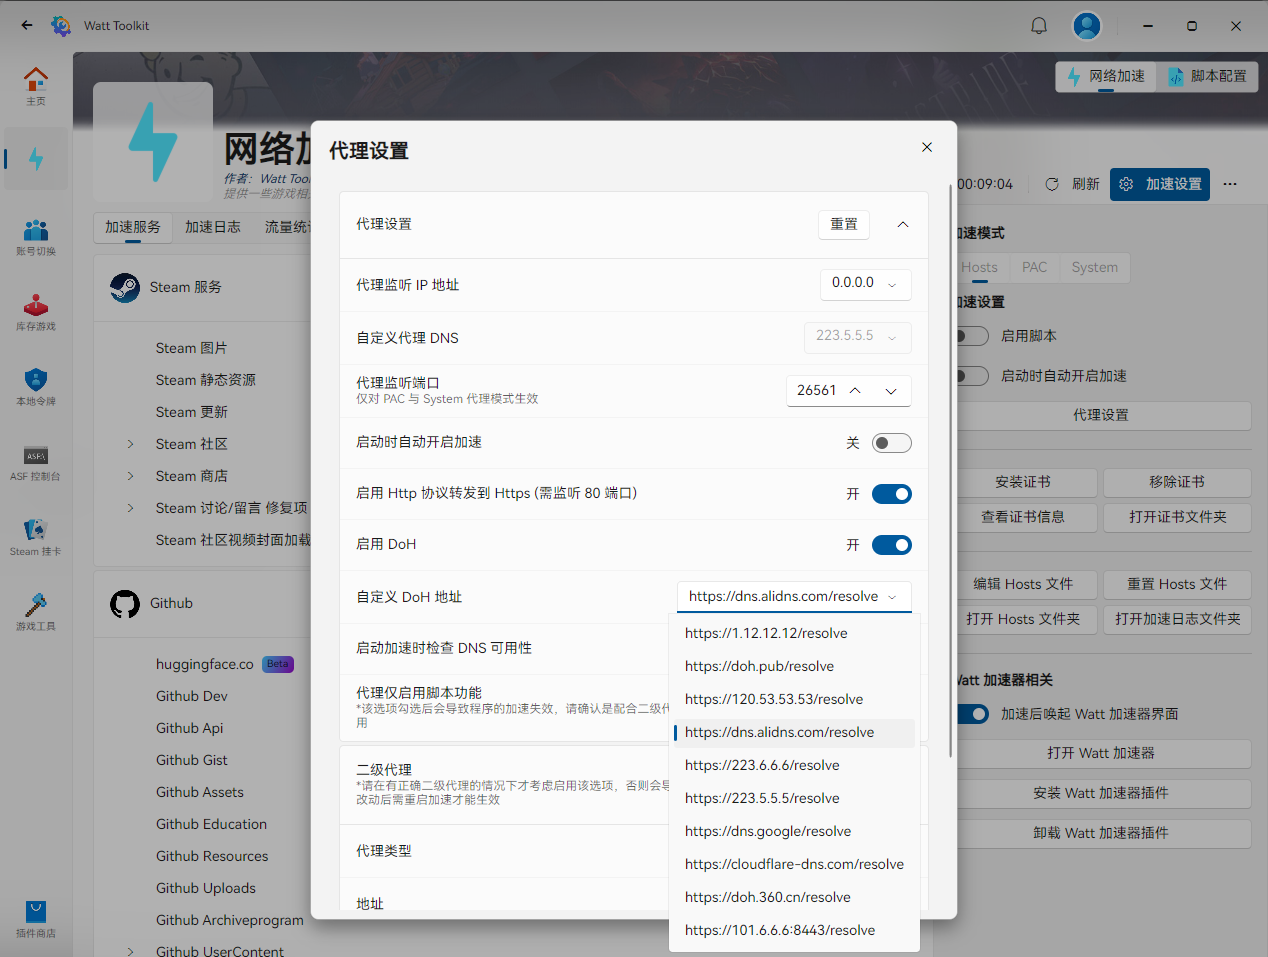 Watt Toolkit
主页
账号切换
库存游戏
本地令牌
ASF 控制台
Steam 挂卡
游戏工具
插件商店
网络加速
脚本配置
网络加
作者： Watt Tool
提供一些游戏相
00:09:04
刷新
加速设置
加速服务
加速日志
流量统
Steam 服务
Steam 图片
Steam 静态资源
Steam 更新
Steam 社区
Steam 商店
Steam 讨论/留言 修复项
Steam 社区视频封面加载
Github
huggingface.co Beta
Github Dev
Github Api
Github Gist
Github Assets
Github Education
Github Resources
Github Uploads
Github Archiveprogram
Github UserContent
代理设置
代理设置
重置
代理监听 IP 地址
0.0.0.0
自定义代理 DNS
223.5.5.5
代理监听端口
仅对 PAC 与 System 代理模式生效
26561
启动时自动开启加速
关
启用 Http 协议转发到 Https (需监听 80 端口)
开
启用 DoH
开
自定义 DoH 地址
https://dns.alidns.com/resolve
启动加速时检查 DNS 可用性
代理仅启用脚本功能
*该选项勾选后会导致程序的加速失效，请确认是配合二级代
用
二级代理
*请在有正确二级代理的情况下才考虑启用该选项，否则会导
改动后需重启加速才能生效
代理类型
地址
https://1.12.12.12/resolve
https://doh.pub/resolve
https://120.53.53.53/resolve
https://dns.alidns.com/resolve
https://223.6.6.6/resolve
https://223.5.5.5/resolve
https://dns.google/resolve
https://cloudflare-dns.com/resolve
https://doh.360.cn/resolve
https://101.6.6.6:8443/resolve
加速模式
Hosts
PAC
System
加速设置
启用脚本
启动时自动开启加速
代理设置
安装证书
移除证书
查看证书信息
打开证书文件夹
编辑 Hosts 文件
重置 Hosts 文件
打开 Hosts 文件夹
打开加速日志文件夹
Watt 加速器相关
加速后唤起 Watt 加速器界面
打开 Watt 加速器
安装 Watt 加速器插件
卸载 Watt 加速器插件